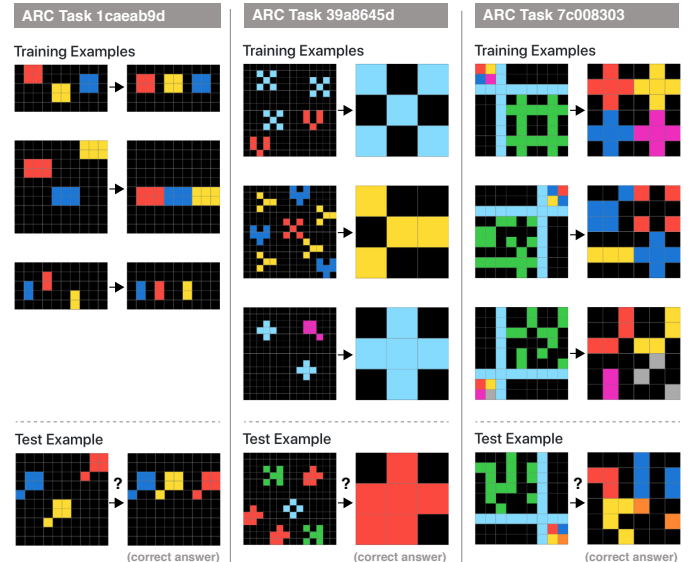 ARC Task 1caeab9d
Training Examples
Test Example
?
(correct answer)
ARC Task 39a8645d
Training Examples
Test Example
?
(correct answer)
ARC Task 7c008303
Training Examples
Test Example
?
(correct answer)